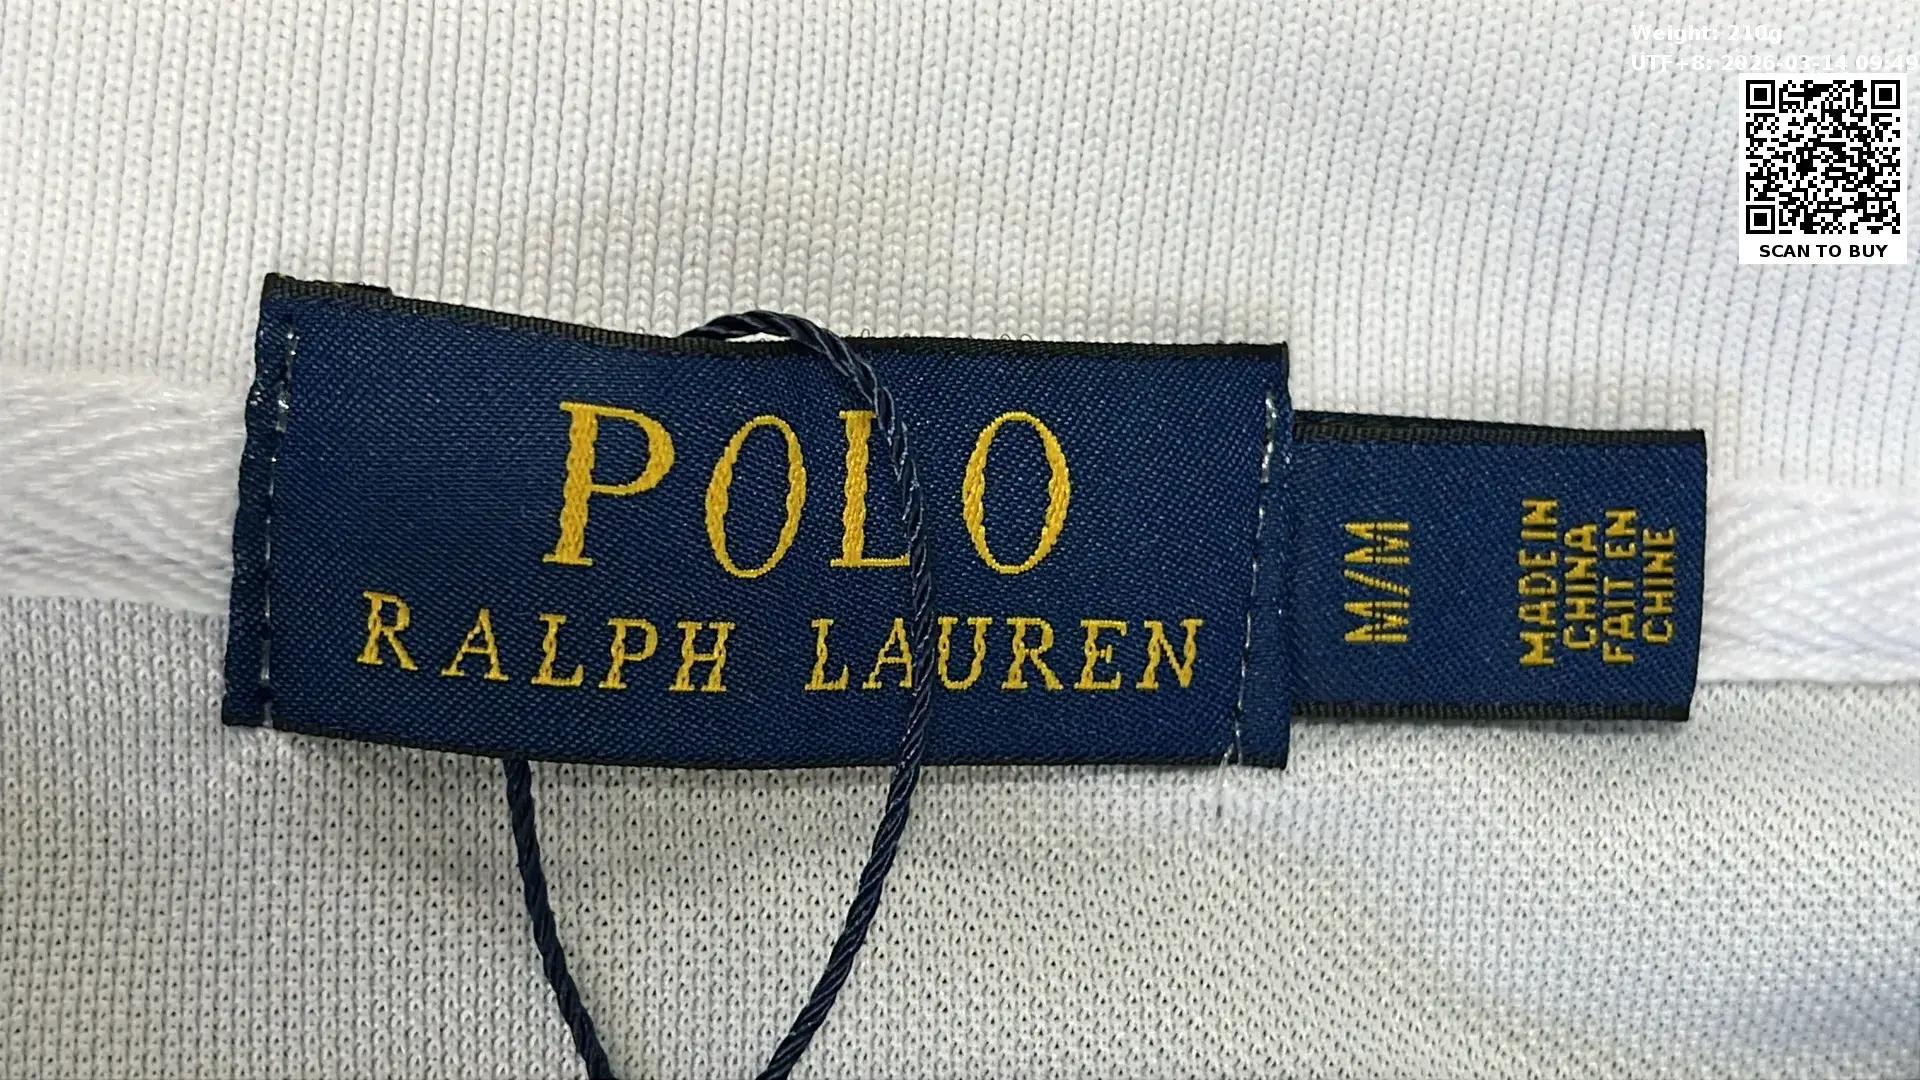 Weight: 210g
UTF+8: 2026-03-14 09:49
SCAN TO BUY
POLO
RALPH LAUREN
M/M
MADE IN
CHINA
FAIT EN
CHINE